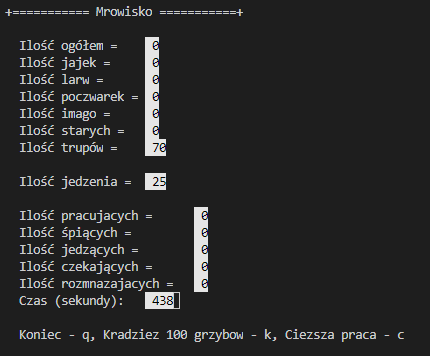 +=========== Mrowisko ===========+
Ilość ogółem = 0
Ilość jajek = 0
Ilość larw = 0
Ilość poczwarek = 0
Ilość imago = 0
Ilość starych = 0
Ilość trupów = 70
Ilość jedzenia = 25
Ilość pracujacych = 0
Ilość śpiących = 0
Ilość jedzących = 0
Ilość czekających = 0
Ilość rozmnazajacych = 0
Czas (sekundy): 438
Koniec - q, Kradziez 100 grzybow - k, Ciezsza praca - c